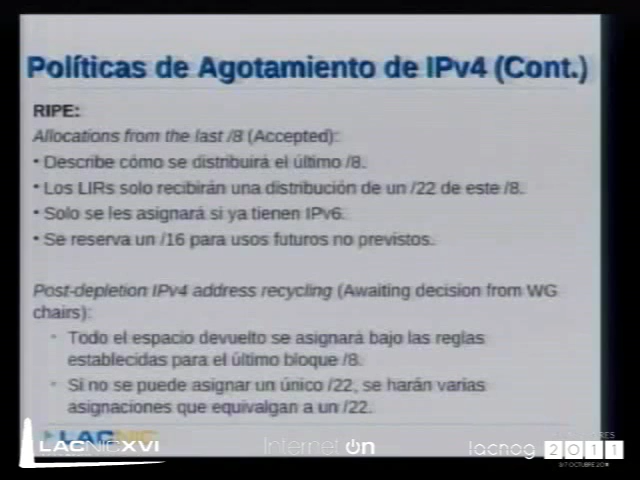 Políticas de Agotamiento de IPv4 (Cont.)
RIPE:
Allocations from the last /8 (Accepted):
• Describe cómo se distribuirá el último /8.
• Los LIRs solo recibirán una distribución de un /22 de este /8.
• Solo se les asignará si ya tienen IPv6.
• Se reserva un /16 para usos futuros no previstos.
Post-depletion IPv4 address recycling (Awaiting decision from WG
chairs):
• Todo el espacio devuelto se asignará bajo las reglas
establecidas para el último bloque /8.
• Si no se puede asignar un único /22, se harán varias
asignaciones que equivalgan a un /22.
LACNIC
LACNICXVI
Internet ON
lacnog 2011